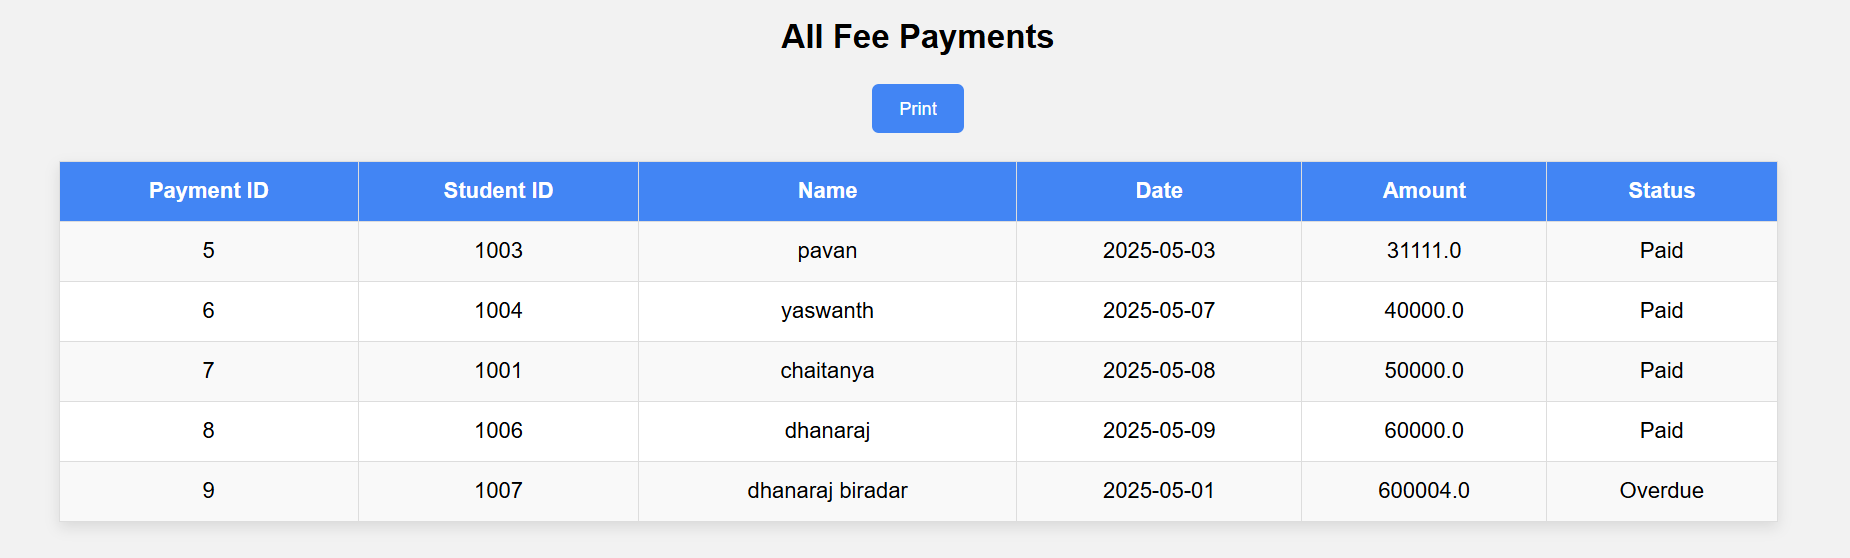 All Fee Payments
Print
Payment ID Student ID Name Date Amount Status
5 1003 pavan 2025-05-03 31111.0 Paid
6 1004 yaswanth 2025-05-07 40000.0 Paid
7 1001 chaitanya 2025-05-08 50000.0 Paid
8 1006 dhanaraj 2025-05-09 60000.0 Paid
9 1007 dhanaraj biradar 2025-05-01 600004.0 Overdue